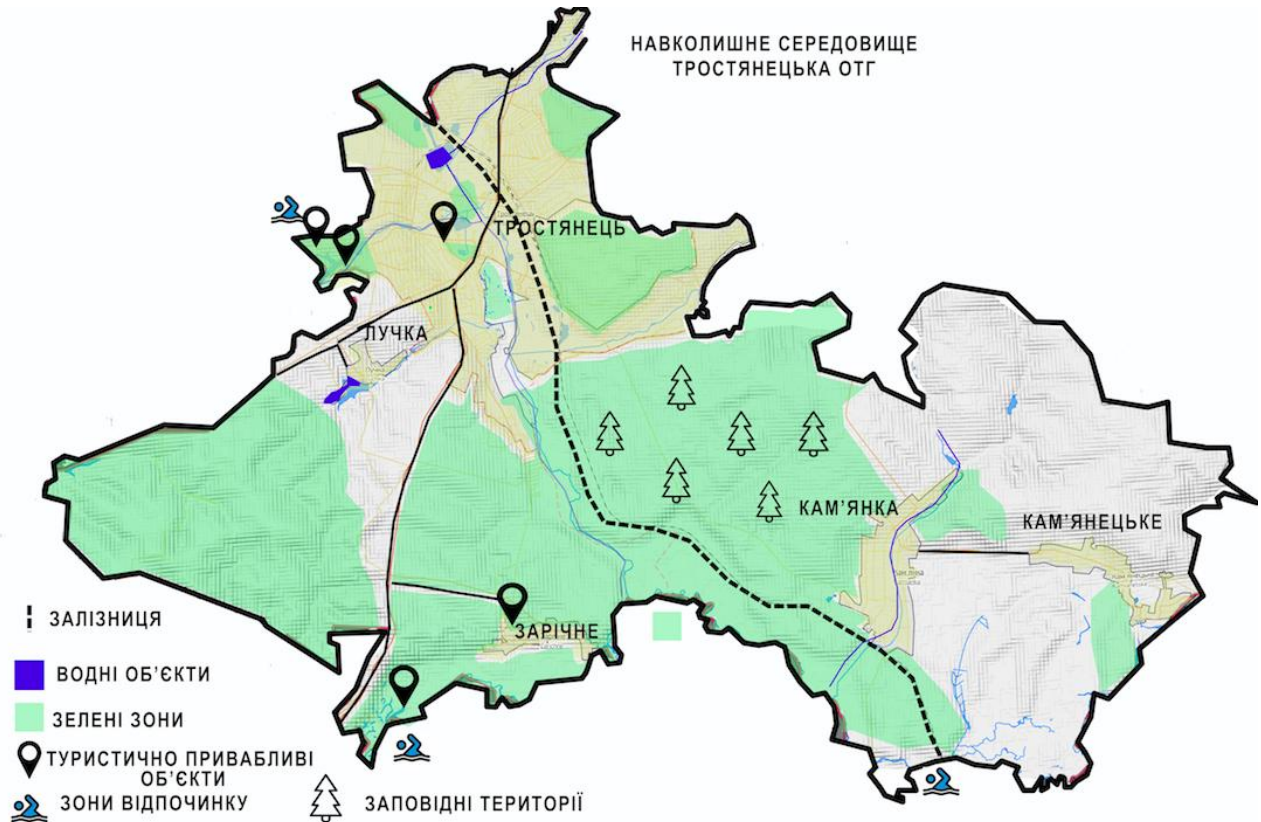 НАВКОЛИШНЕ СЕРЕДОВИЩЕ
ТРОСТЯНЕЦЬКА ОТГ
ТРОСТЯНЕЦЬ
ЛУЧКА
КАМ’ЯНКА
КАМ’ЯНЕЦЬКЕ
ЗАРІЧНЕ
ЗАЛІЗНИЦЯ
ВОДНІ ОБ’ЄКТИ
ЗЕЛЕНІ ЗОНИ
ТУРИСТИЧНО ПРИВАБЛИВІ
ОБ’ЄКТИ
ЗОНИ ВІДПОЧИНКУ
ЗАПОВІДНІ ТЕРИТОРІЇ